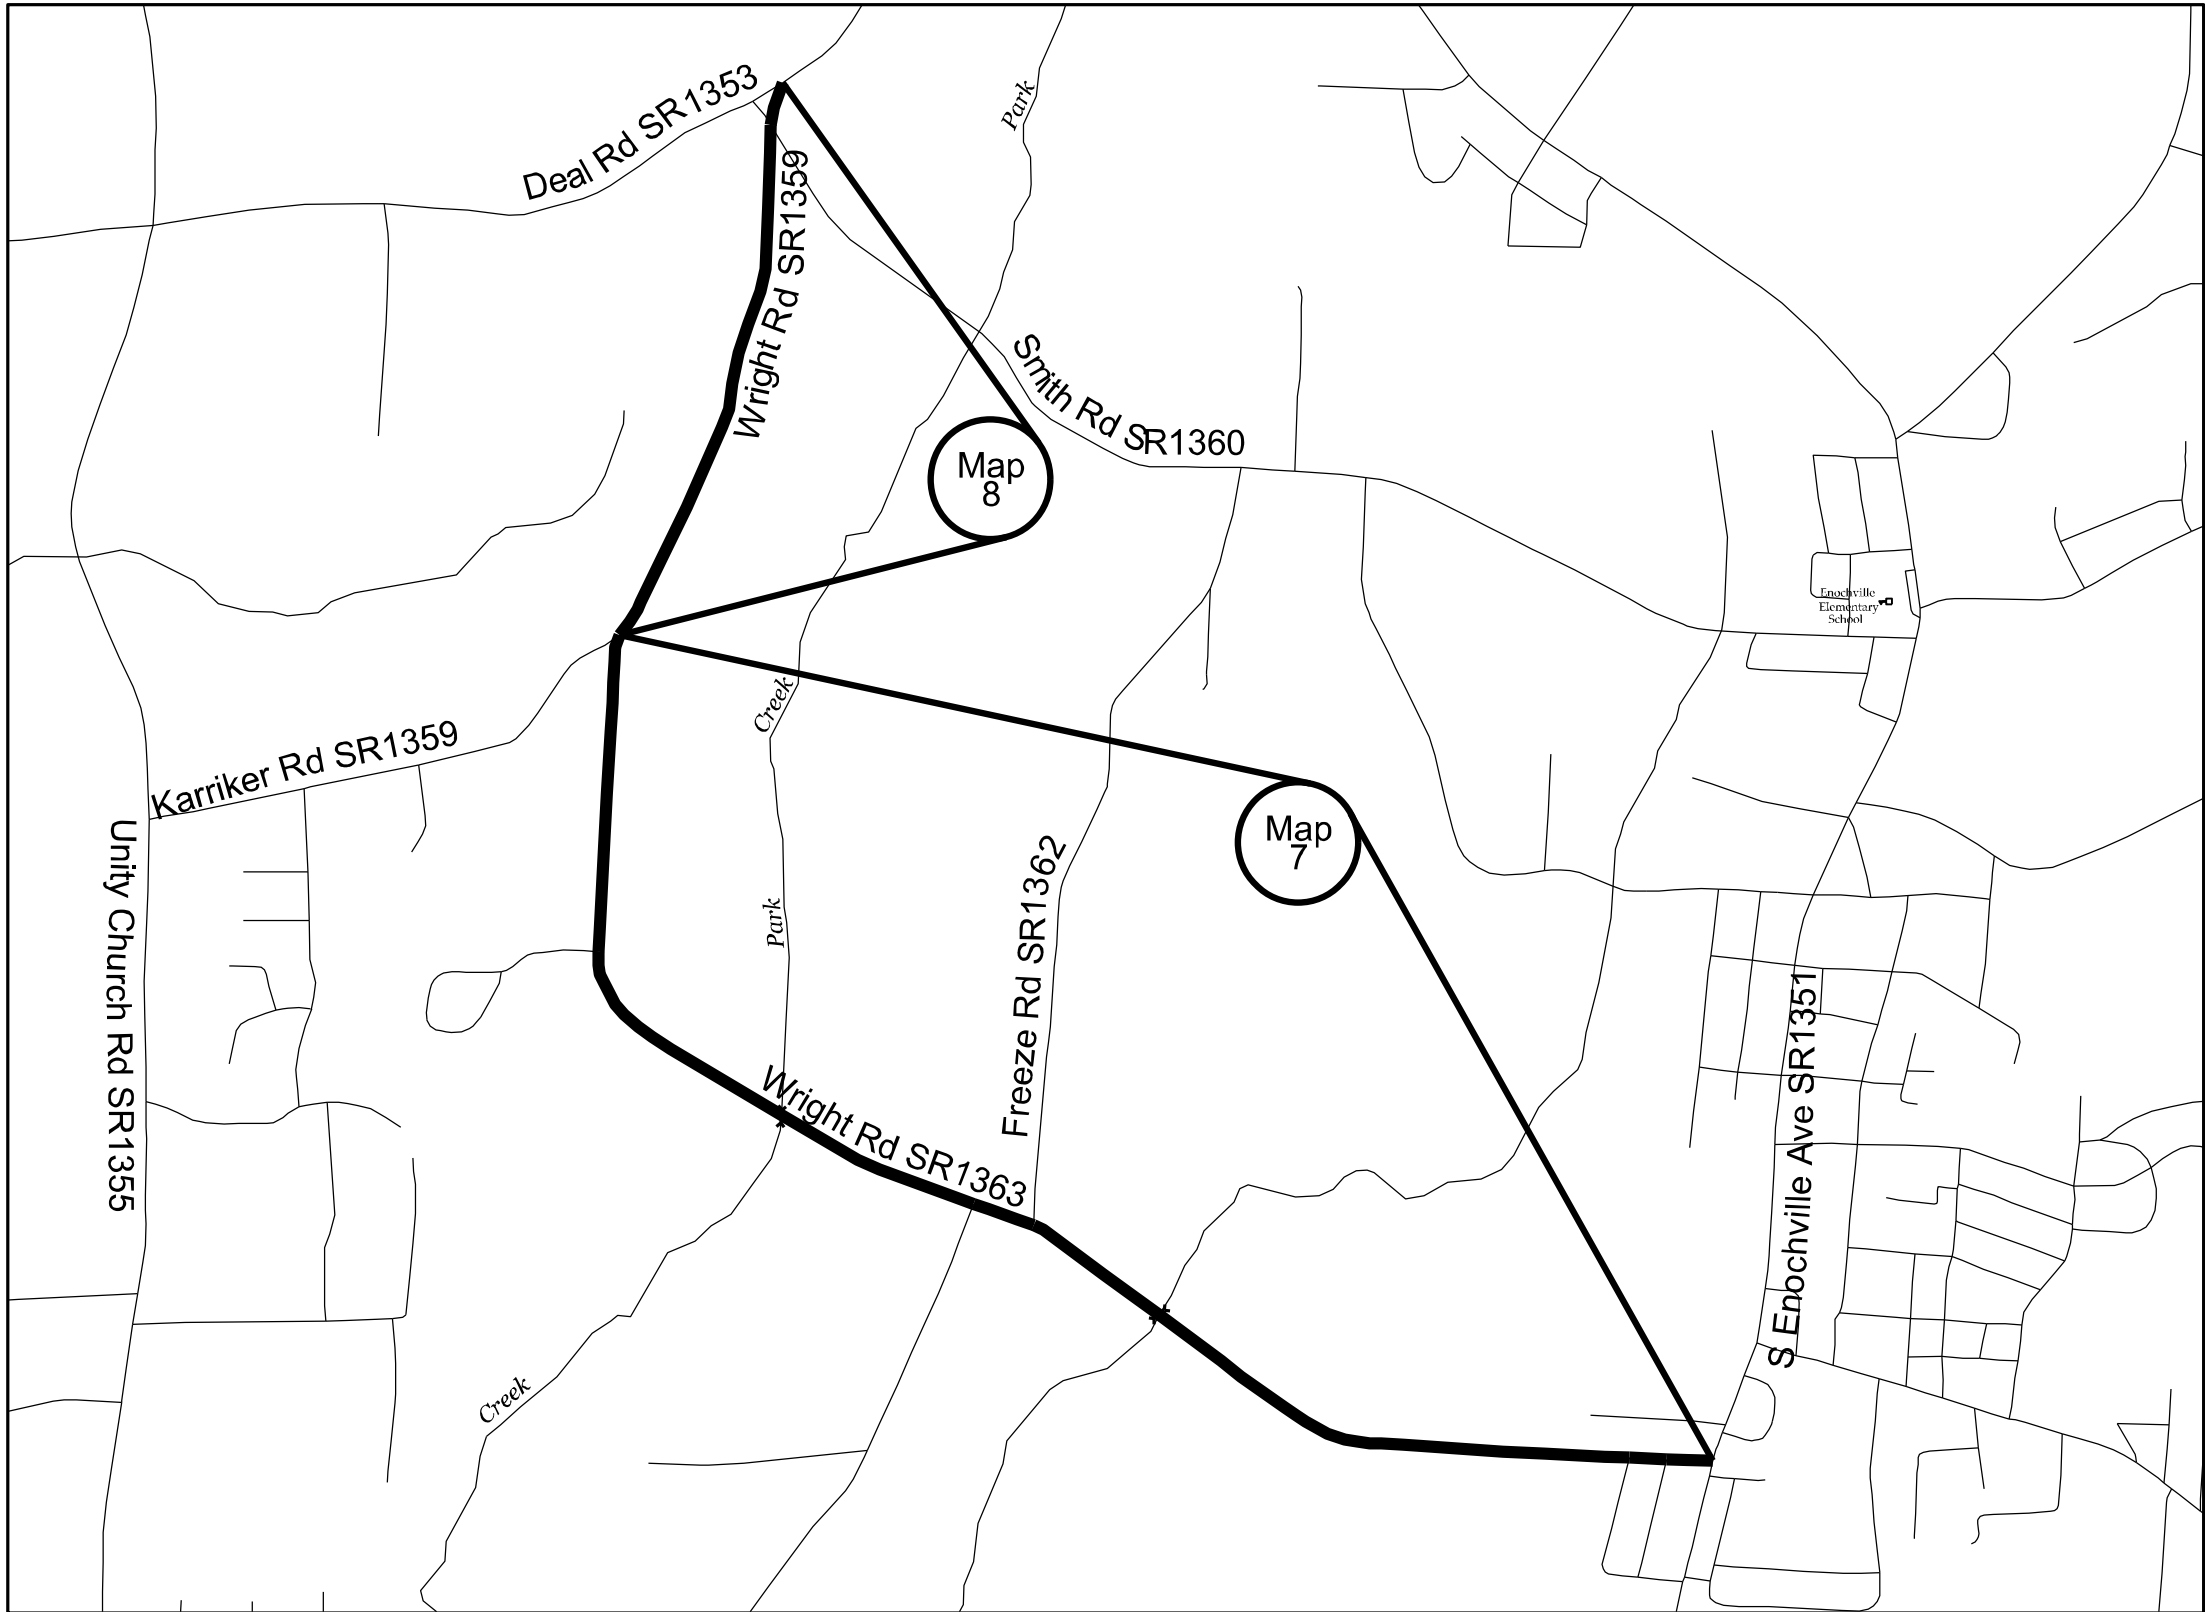 Deal Rd SR1353
Park
Wright Rd SR1359
Smith Rd SR1360
Map
8
Enochville
Elementary
School
Creek
Karriker Rd SR1359
Map
7
Unity Church Rd SR1355
Freeze Rd SR1362
Park
S Enochville Ave SR1351
Wright Rd SR1363
Creek